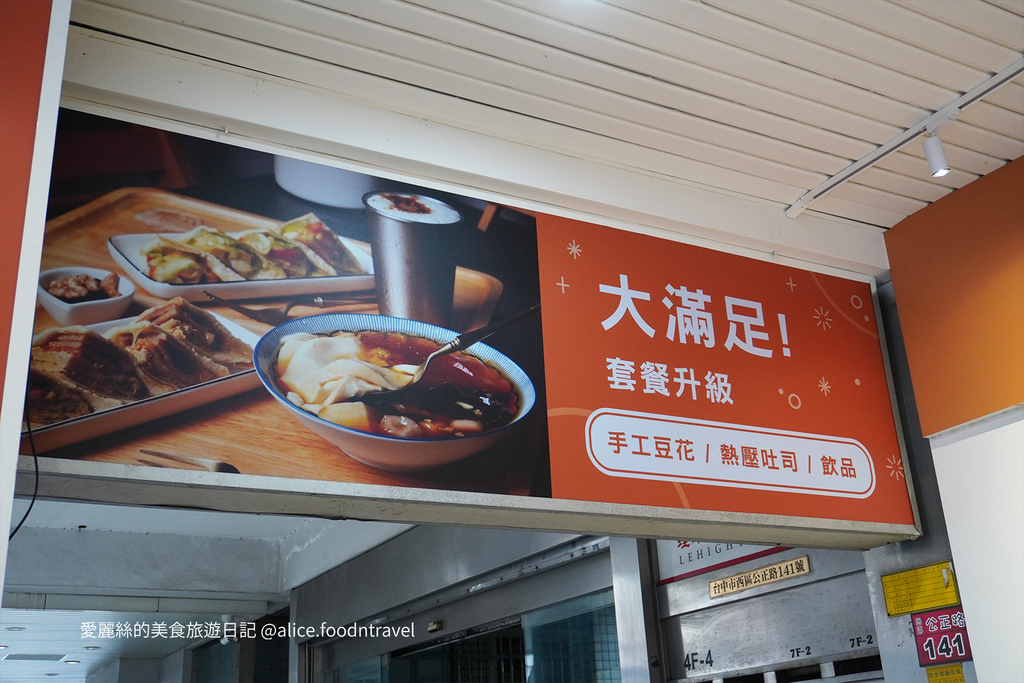 大滿足!
套餐升級
手工豆花 / 熱壓吐司 / 飲品
LEHIGH
台中市西區公正路141號
公正路
141
4F-4
7F-2
7F-2
愛麗絲的美食旅遊日記 @alice.foodntravel